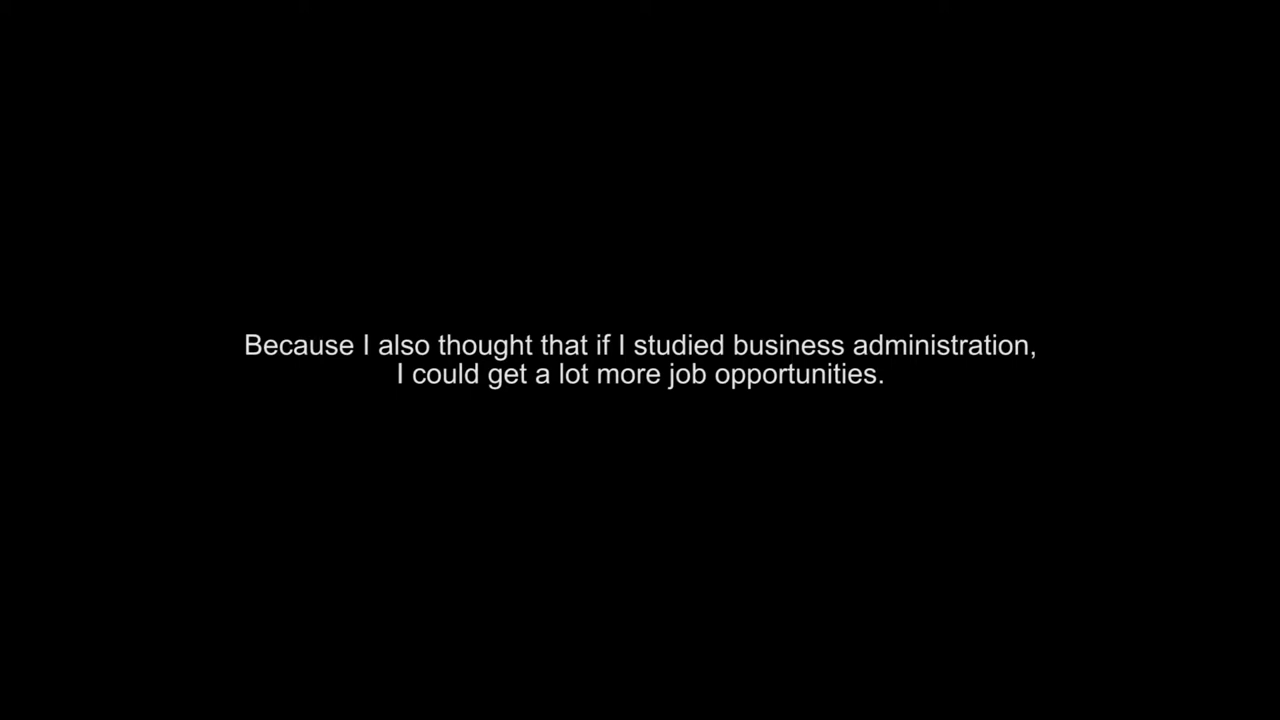 Because I also thought that if I studied business administration,
I could get a lot more job opportunities.